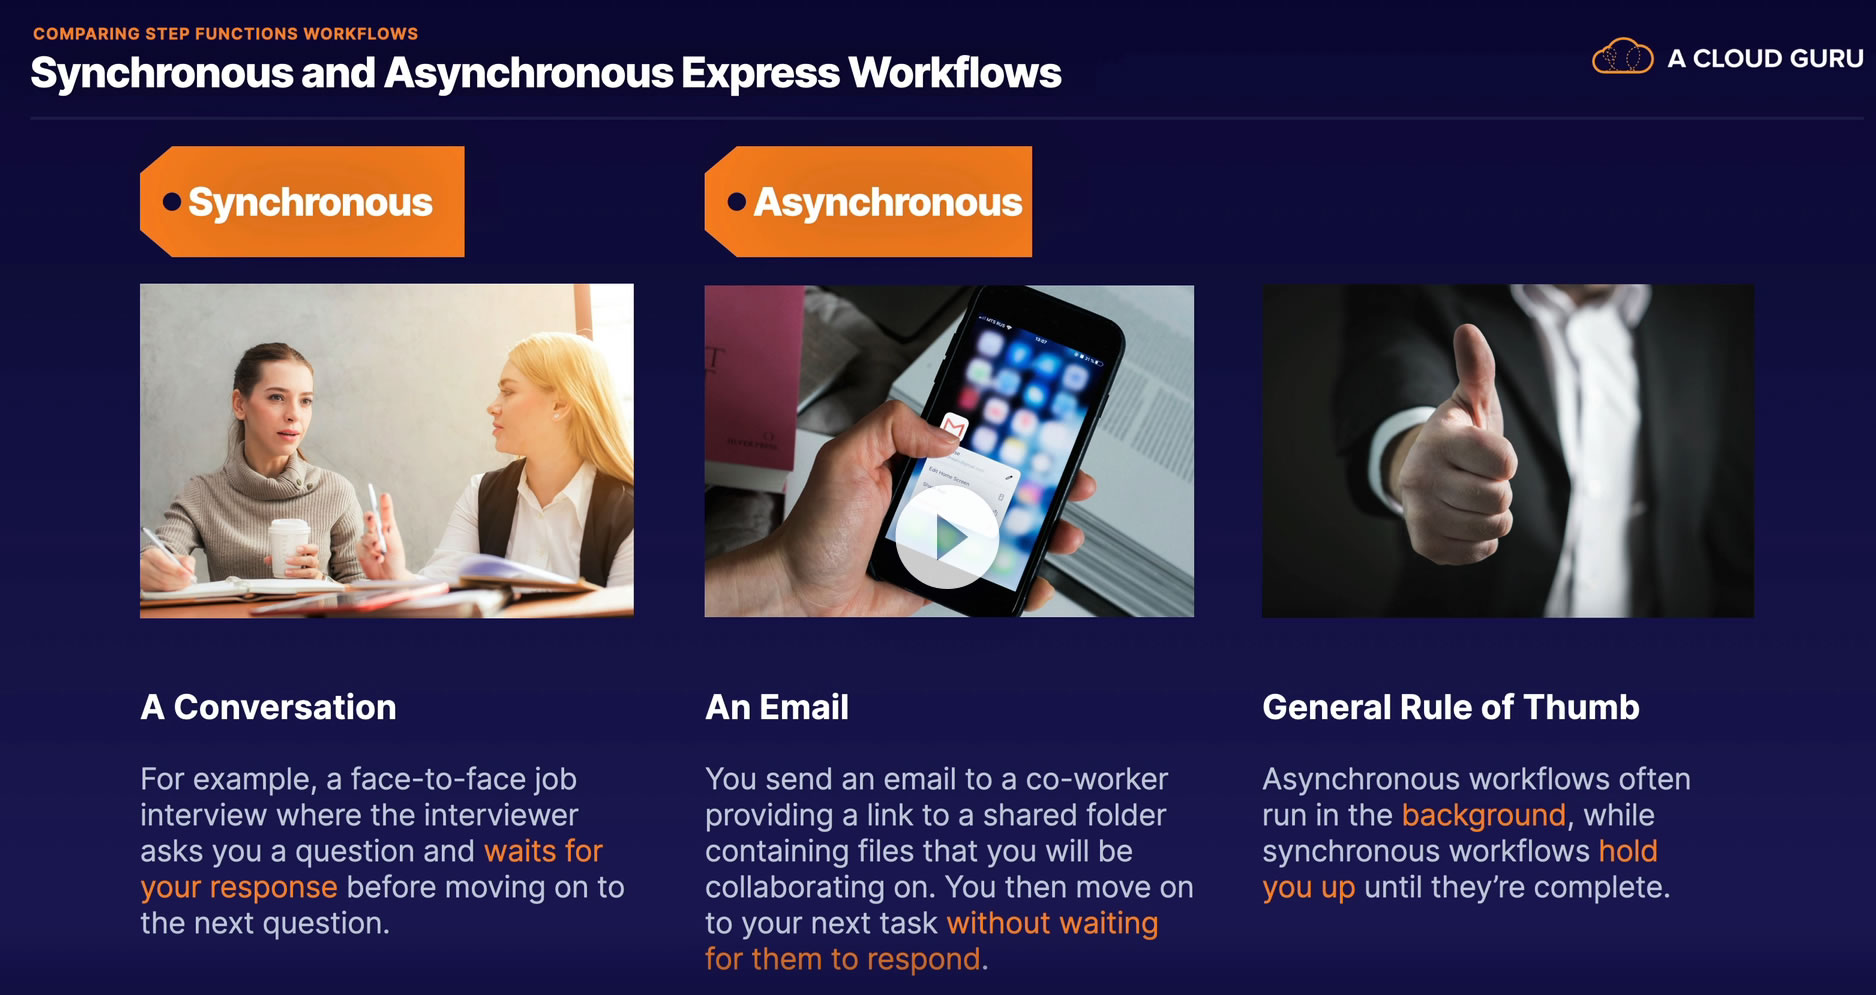 COMPARING STEP FUNCTIONS WORKFLOWS
Synchronous and Asynchronous Express Workflows
A CLOUD GURU
Synchronous
Asynchronous
13:07
Edit Home Screen
A Conversation
For example, a face-to-face job
interview where the interviewer
asks you a question and waits for
your response before moving on to
the next question.
An Email
You send an email to a co-worker
providing a link to a shared folder
containing files that you will be
collaborating on. You then move on
to your next task without waiting
for them to respond.
General Rule of Thumb
Asynchronous workflows often
run in the background, while
synchronous workflows hold
you up until they’re complete.